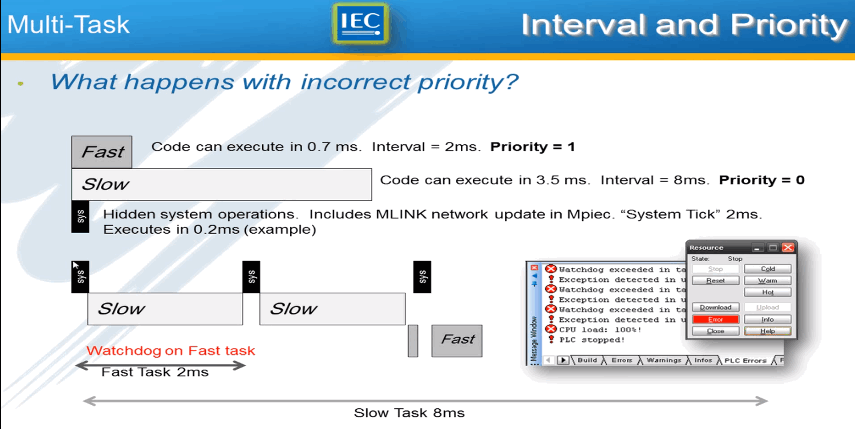 Multi-Task
IEC
Interval and Priority
• What happens with incorrect priority?
Fast
Code can execute in 0.7 ms. Interval = 2ms. Priority = 1
Slow
Code can execute in 3.5 ms. Interval = 8ms. Priority = 0
sys
Hidden system operations. Includes MLINK network update in Mpiec. “System Tick” 2ms.
Executes in 0.2ms (example)
sys
sys
sys
Slow
Slow
Fast
Watchdog on Fast task
Fast Task 2ms
Slow Task 8ms
Message Window
Watchdog exceeded in ta
Exception detected in u
Watchdog exceeded in ta
Exception detected in u
Watchdog exceeded in ta
Exception detected in u
CPU load: 100%!
PLC stopped!
Build
Errors
Warnings
Infos
PLC Errors
Resource
State: Stop
Stop
Cold
Reset
Warm
Hot
Download
Upload
Error
Info
Close
Help